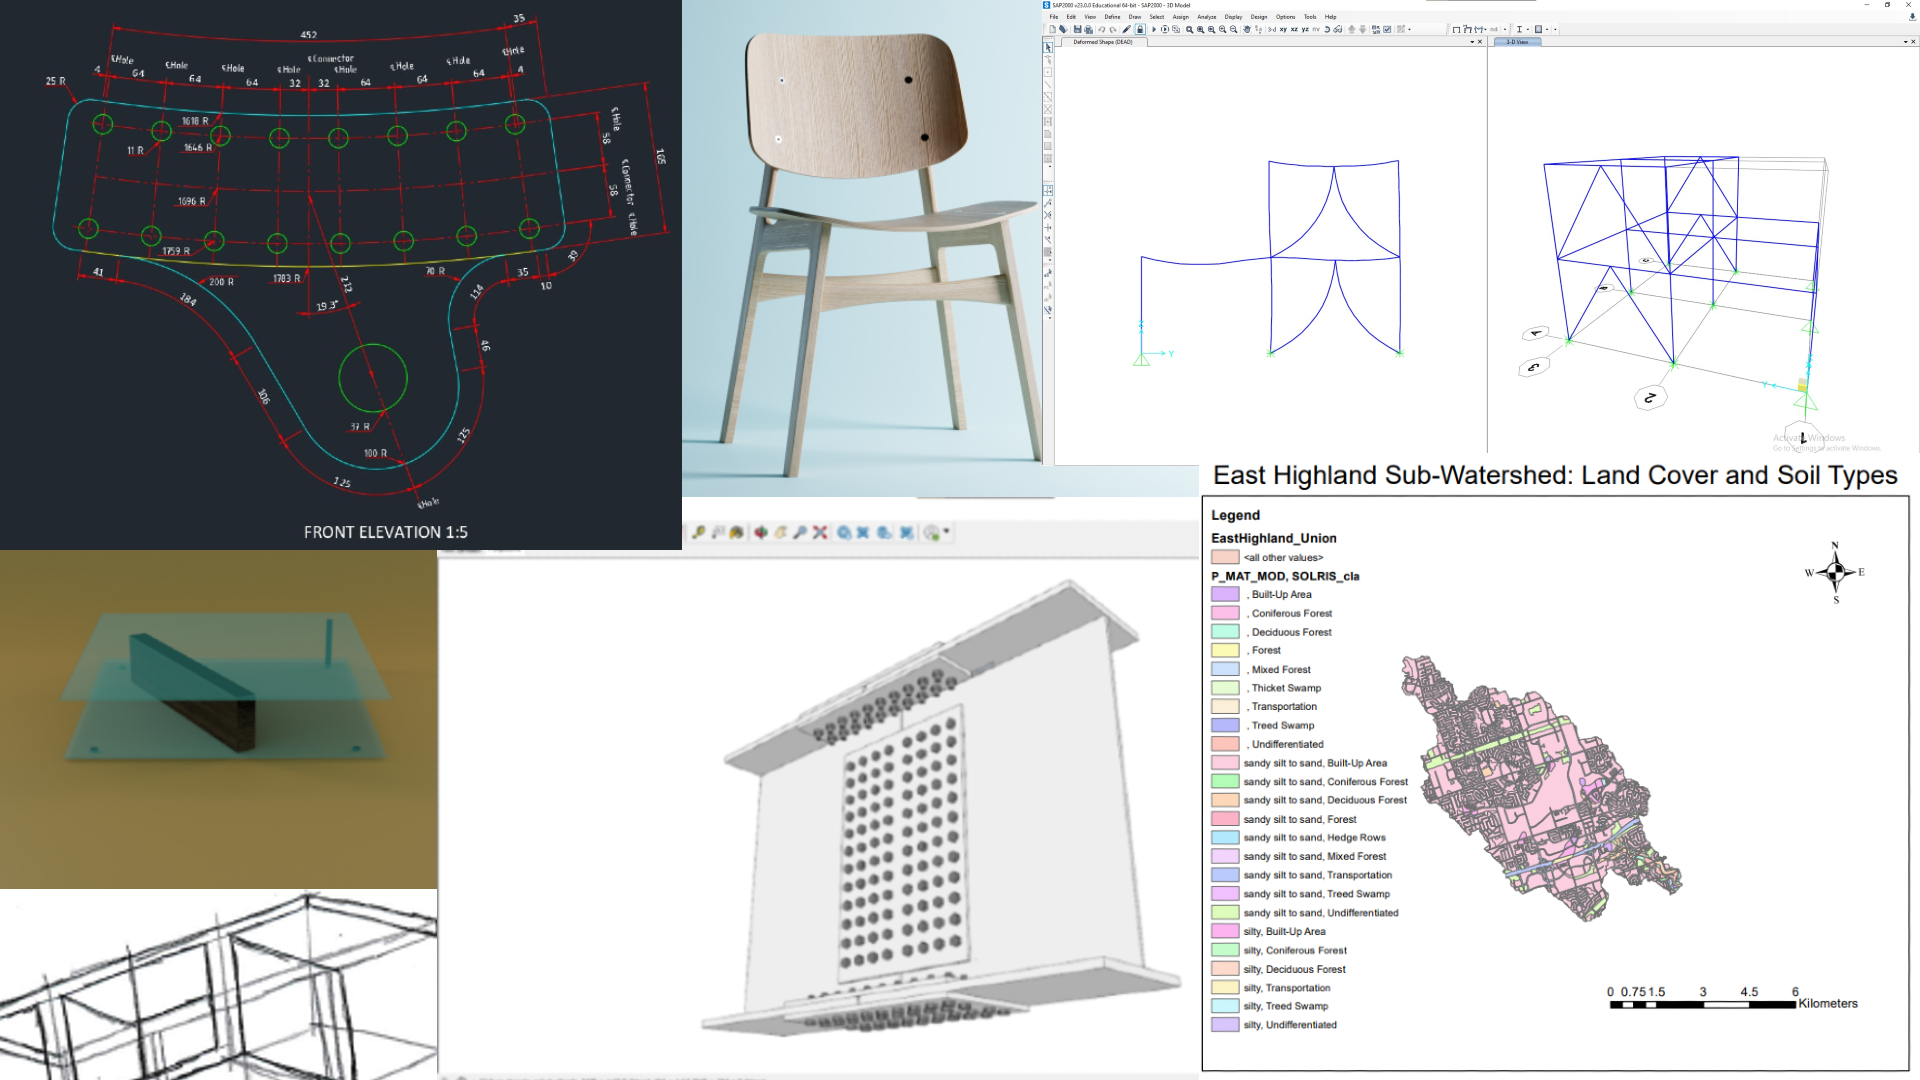 452
35
¢Hole
¢Hole
¢Hole
¢Hole
¢Connector
¢Hole
¢Hole
¢Hole
¢Hole
4
64
64
64
32
32
64
64
64
4
25 R
1618 R
11 R
1646 R
¢Hole
58
165
58
¢Connector
¢Hole
1696 R
1759 R
41
200 R
1783 R
212
70 R
35
39
10
184
19.3°
114
46
106
37 R
125
100 R
125
¢Hole
FRONT ELEVATION 1:5
SAP2000 v23.0.0 Educational 64-bit - SAP2000 - 3D Model
File Edit View Define Draw Select Assign Analyze Display Design Options Tools Help
3-d xy xz yz nv
nd
Deformed Shape (DEAD)
3-D View
Y
Y
3
2
1
Activate Windows
Go to Settings to activate Windows.
East Highland Sub-Watershed: Land Cover and Soil Types
Legend
EastHighland_Union
<all other values>
P_MAT_MOD, SOLRIS_cla
, Built-Up Area
, Coniferous Forest
, Deciduous Forest
, Forest
, Mixed Forest
, Thicket Swamp
, Transportation
, Treed Swamp
, Undifferentiated
sandy silt to sand, Built-Up Area
sandy silt to sand, Coniferous Forest
sandy silt to sand, Deciduous Forest
sandy silt to sand, Forest
sandy silt to sand, Hedge Rows
sandy silt to sand, Mixed Forest
sandy silt to sand, Transportation
sandy silt to sand, Treed Swamp
sandy silt to sand, Undifferentiated
silty, Built-Up Area
silty, Coniferous Forest
silty, Deciduous Forest
silty, Transportation
silty, Treed Swamp
silty, Undifferentiated
N
W E
S
0 0.75 1.5 3 4.5 6
Kilometers